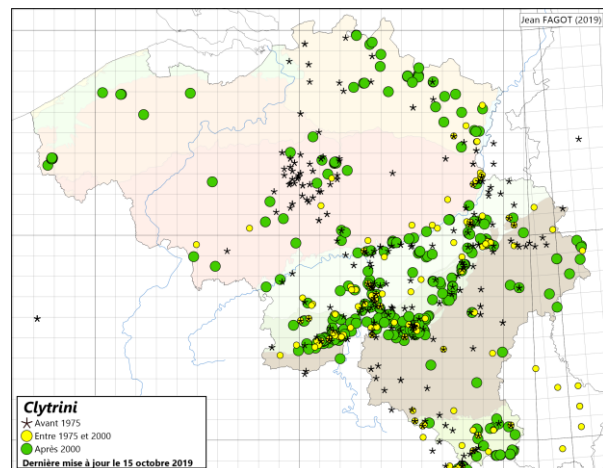 Jean FAGOT (2019)
Clytrini
Avant 1975
Entre 1975 et 2000
Après 2000
Dernière mise à jour le 15 octobre 2019